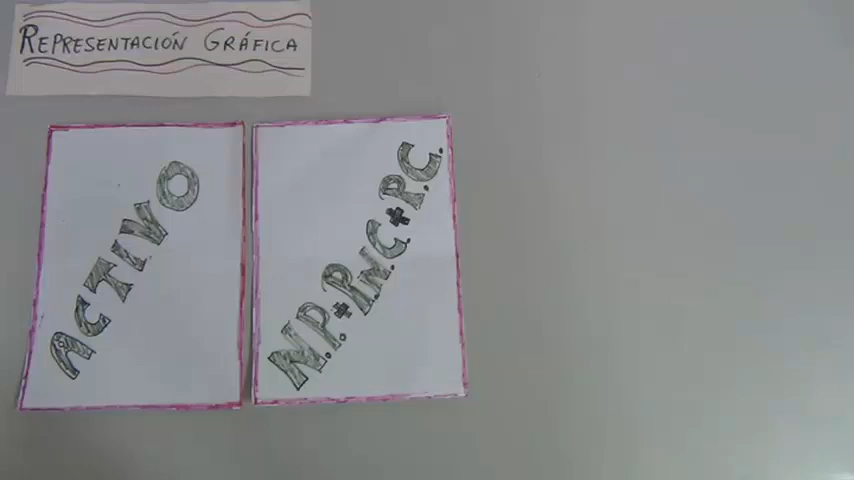 REPRESENTACIÓN GRÁFICA
ACTIVO
N.P.+P.N.C.+P.C.